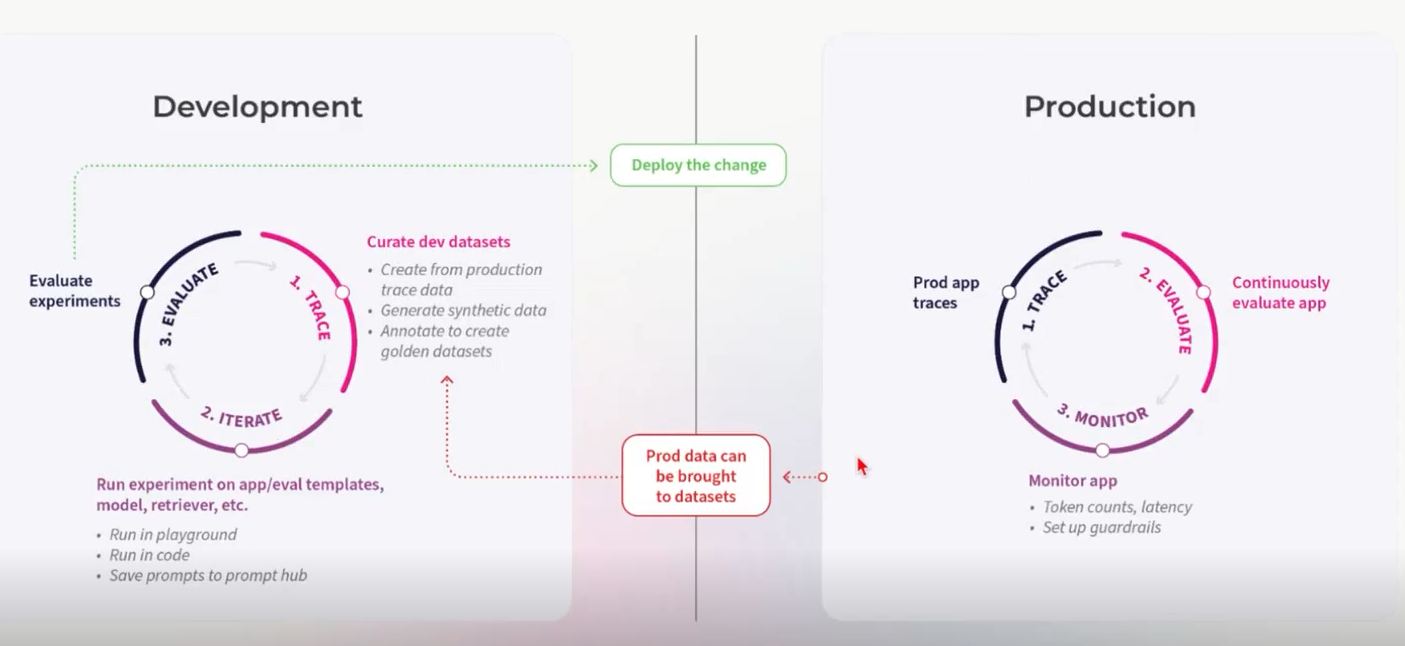 Development
Production
Deploy the change
Evaluate
experiments
3. EVALUATE
1. TRACE
2. ITERATE
Curate dev datasets
• Create from production
trace data
• Generate synthetic data
• Annotate to create
golden datasets
Run experiment on app/eval templates,
model, retriever, etc.
• Run in playground
• Run in code
• Save prompts to prompt hub
Prod data can
be brought
to datasets
Prod app
traces
1. TRACE
2. EVALUATE
3. MONITOR
Continuously
evaluate app
Monitor app
• Token counts, latency
• Set up guardrails